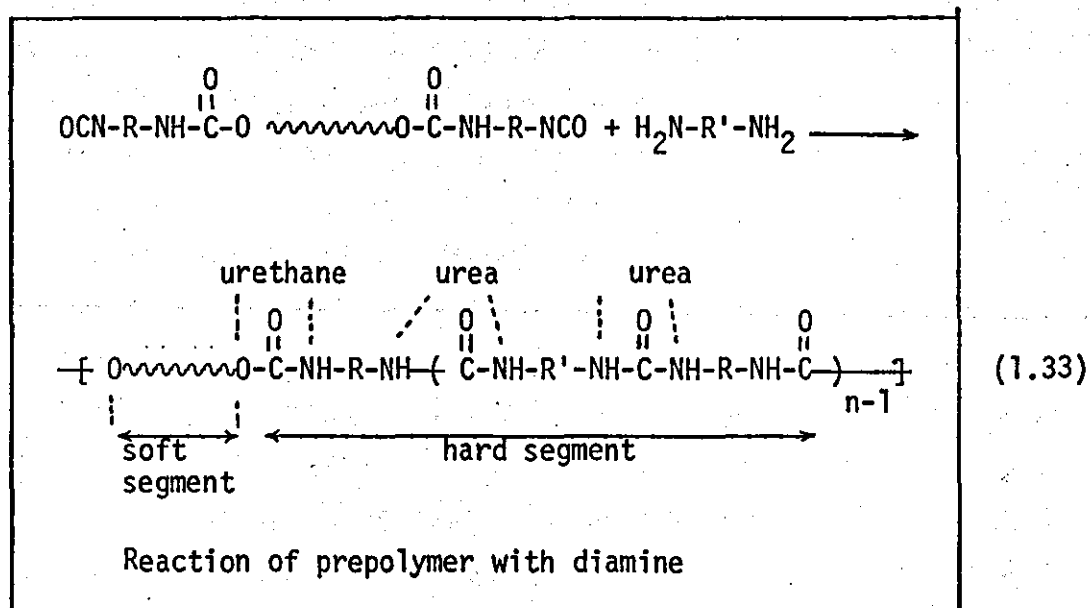 O O
OCN-R-NH-C-O O-C-NH-R-NCO + H2N-R'-NH2
urethane urea urea
O O O O
[ O O-C-NH-R-NH-( C-NH-R'-NH-C-NH-R-NH-C-) ] (1.33)
n-1
soft hard segment
segment
Reaction of prepolymer with diamine